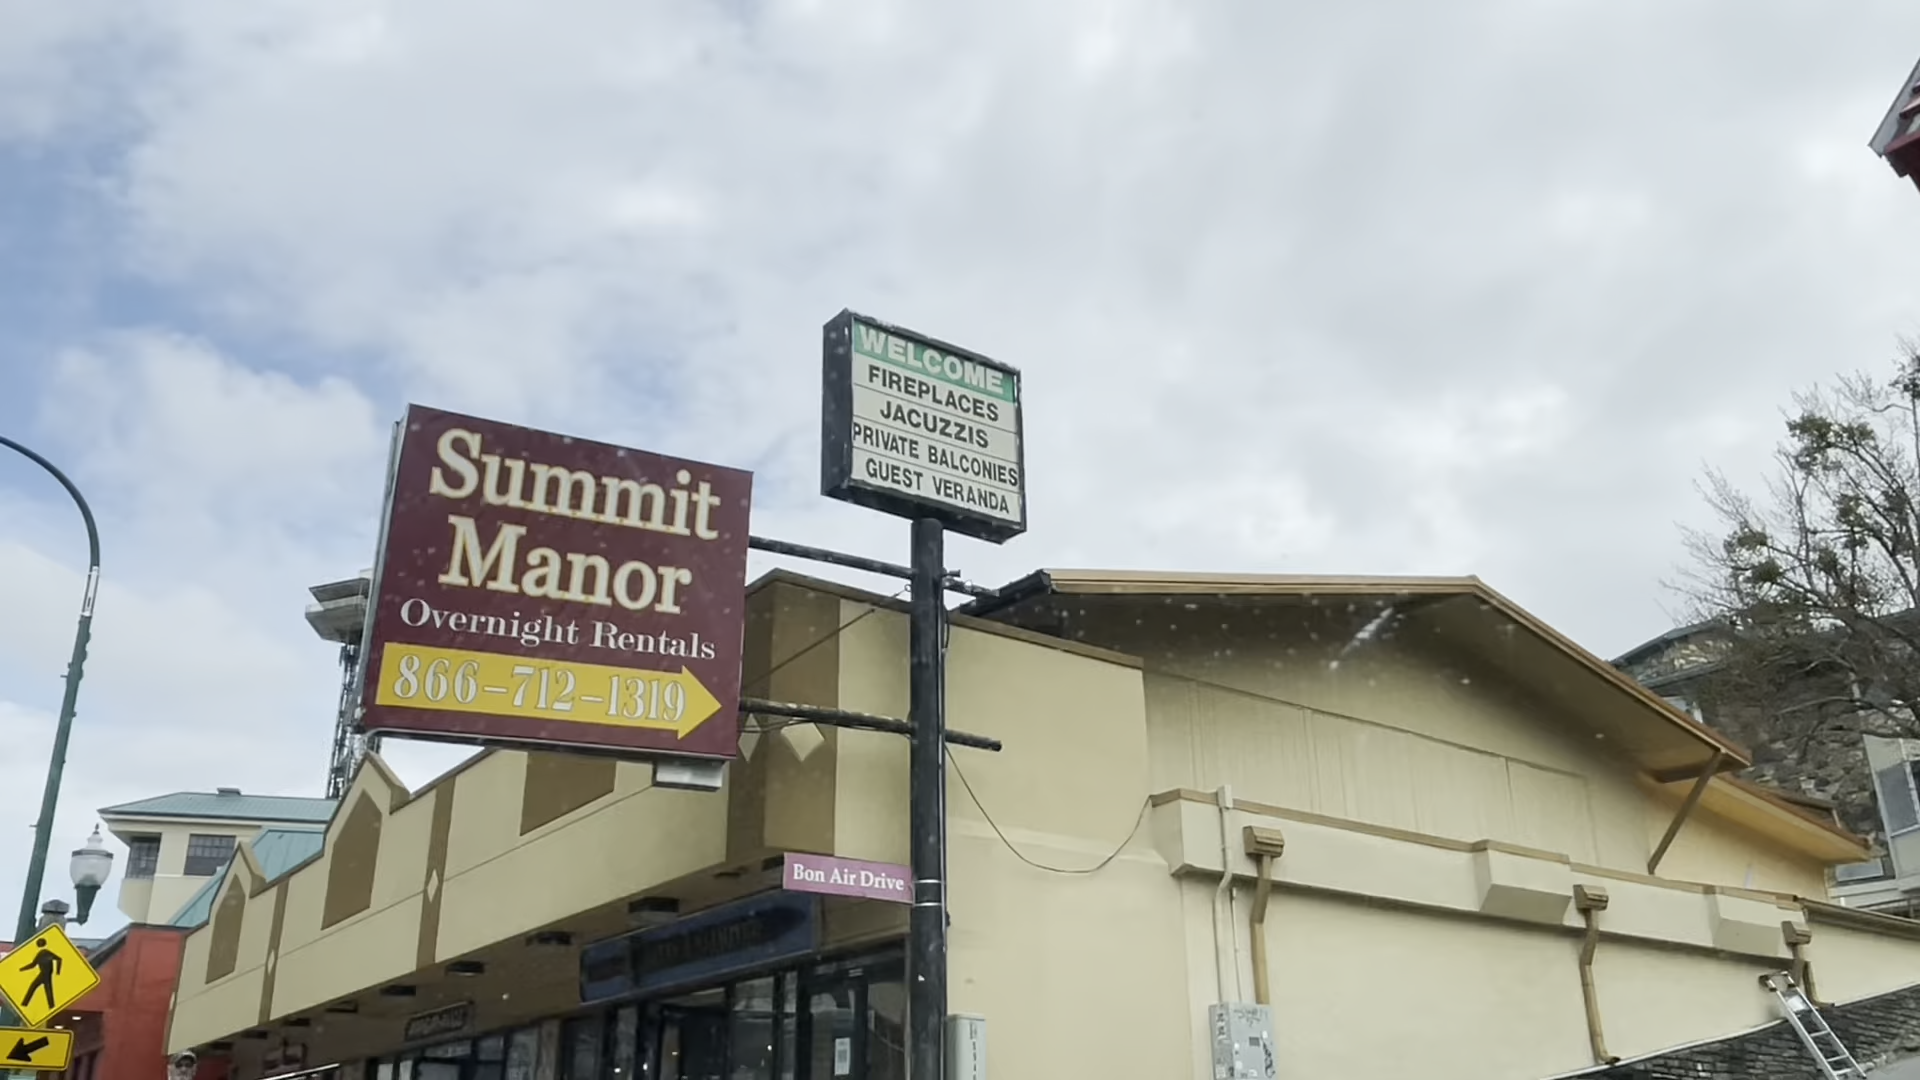 WELCOME
FIREPLACES
JACUZZIS
PRIVATE BALCONIES
GUEST VERANDA
Summit
Manor
Overnight Rentals
866-712-1319
Bon Air Drive